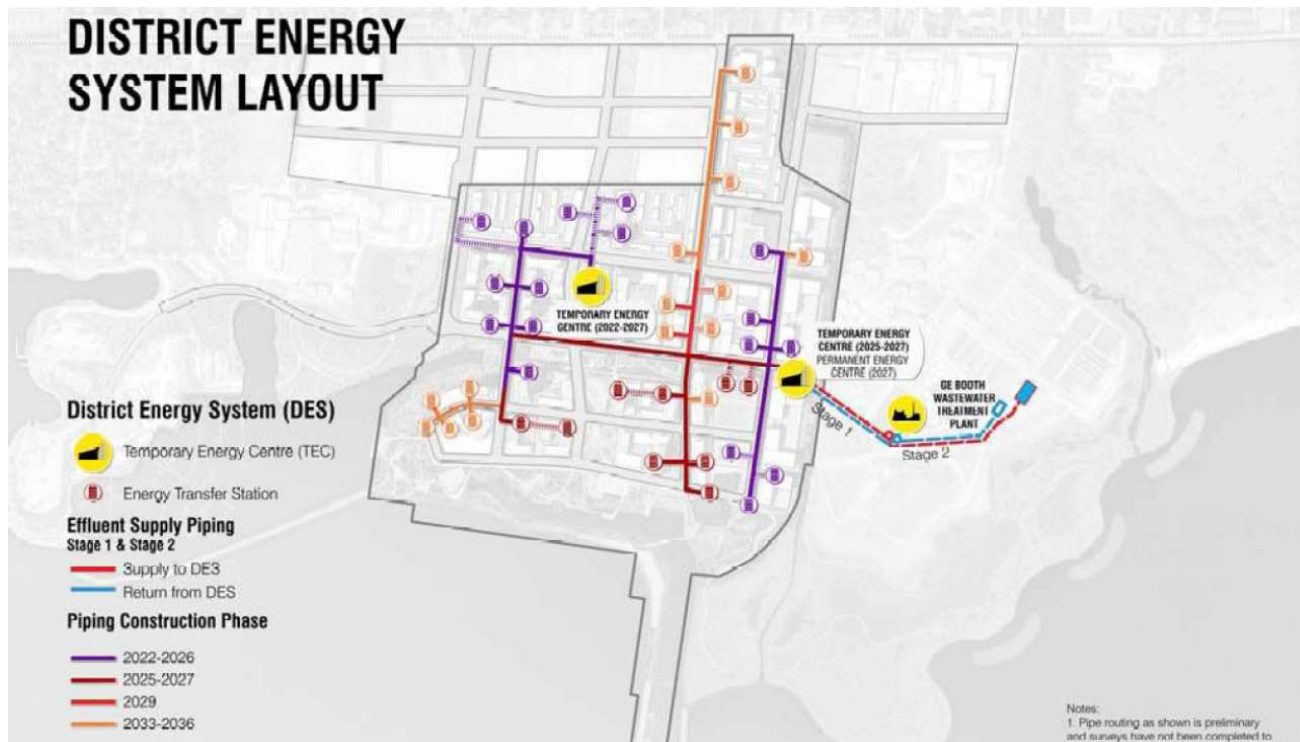 DISTRICT ENERGY
SYSTEM LAYOUT
TEMPORARY ENERGY
CENTRE (2022-2027)
TEMPORARY ENERGY
CENTRE (2025-2027)
PERMANENT ENERGY
CENTRE (2027)
GE BOOTH
WASTEWATER
TREATMENT
PLANT
Stage 1
Stage 2
District Energy System (DES)
Temporary Energy Centre (TEC)
Energy Transfer Station
Effluent Supply Piping
Stage 1 & Stage 2
Supply to DES
Return from DES
Piping Construction Phase
2022-2026
2025-2027
2029
2033-2036
Notes:
1. Pipe routing as shown is preliminary
and surveys have not been completed to